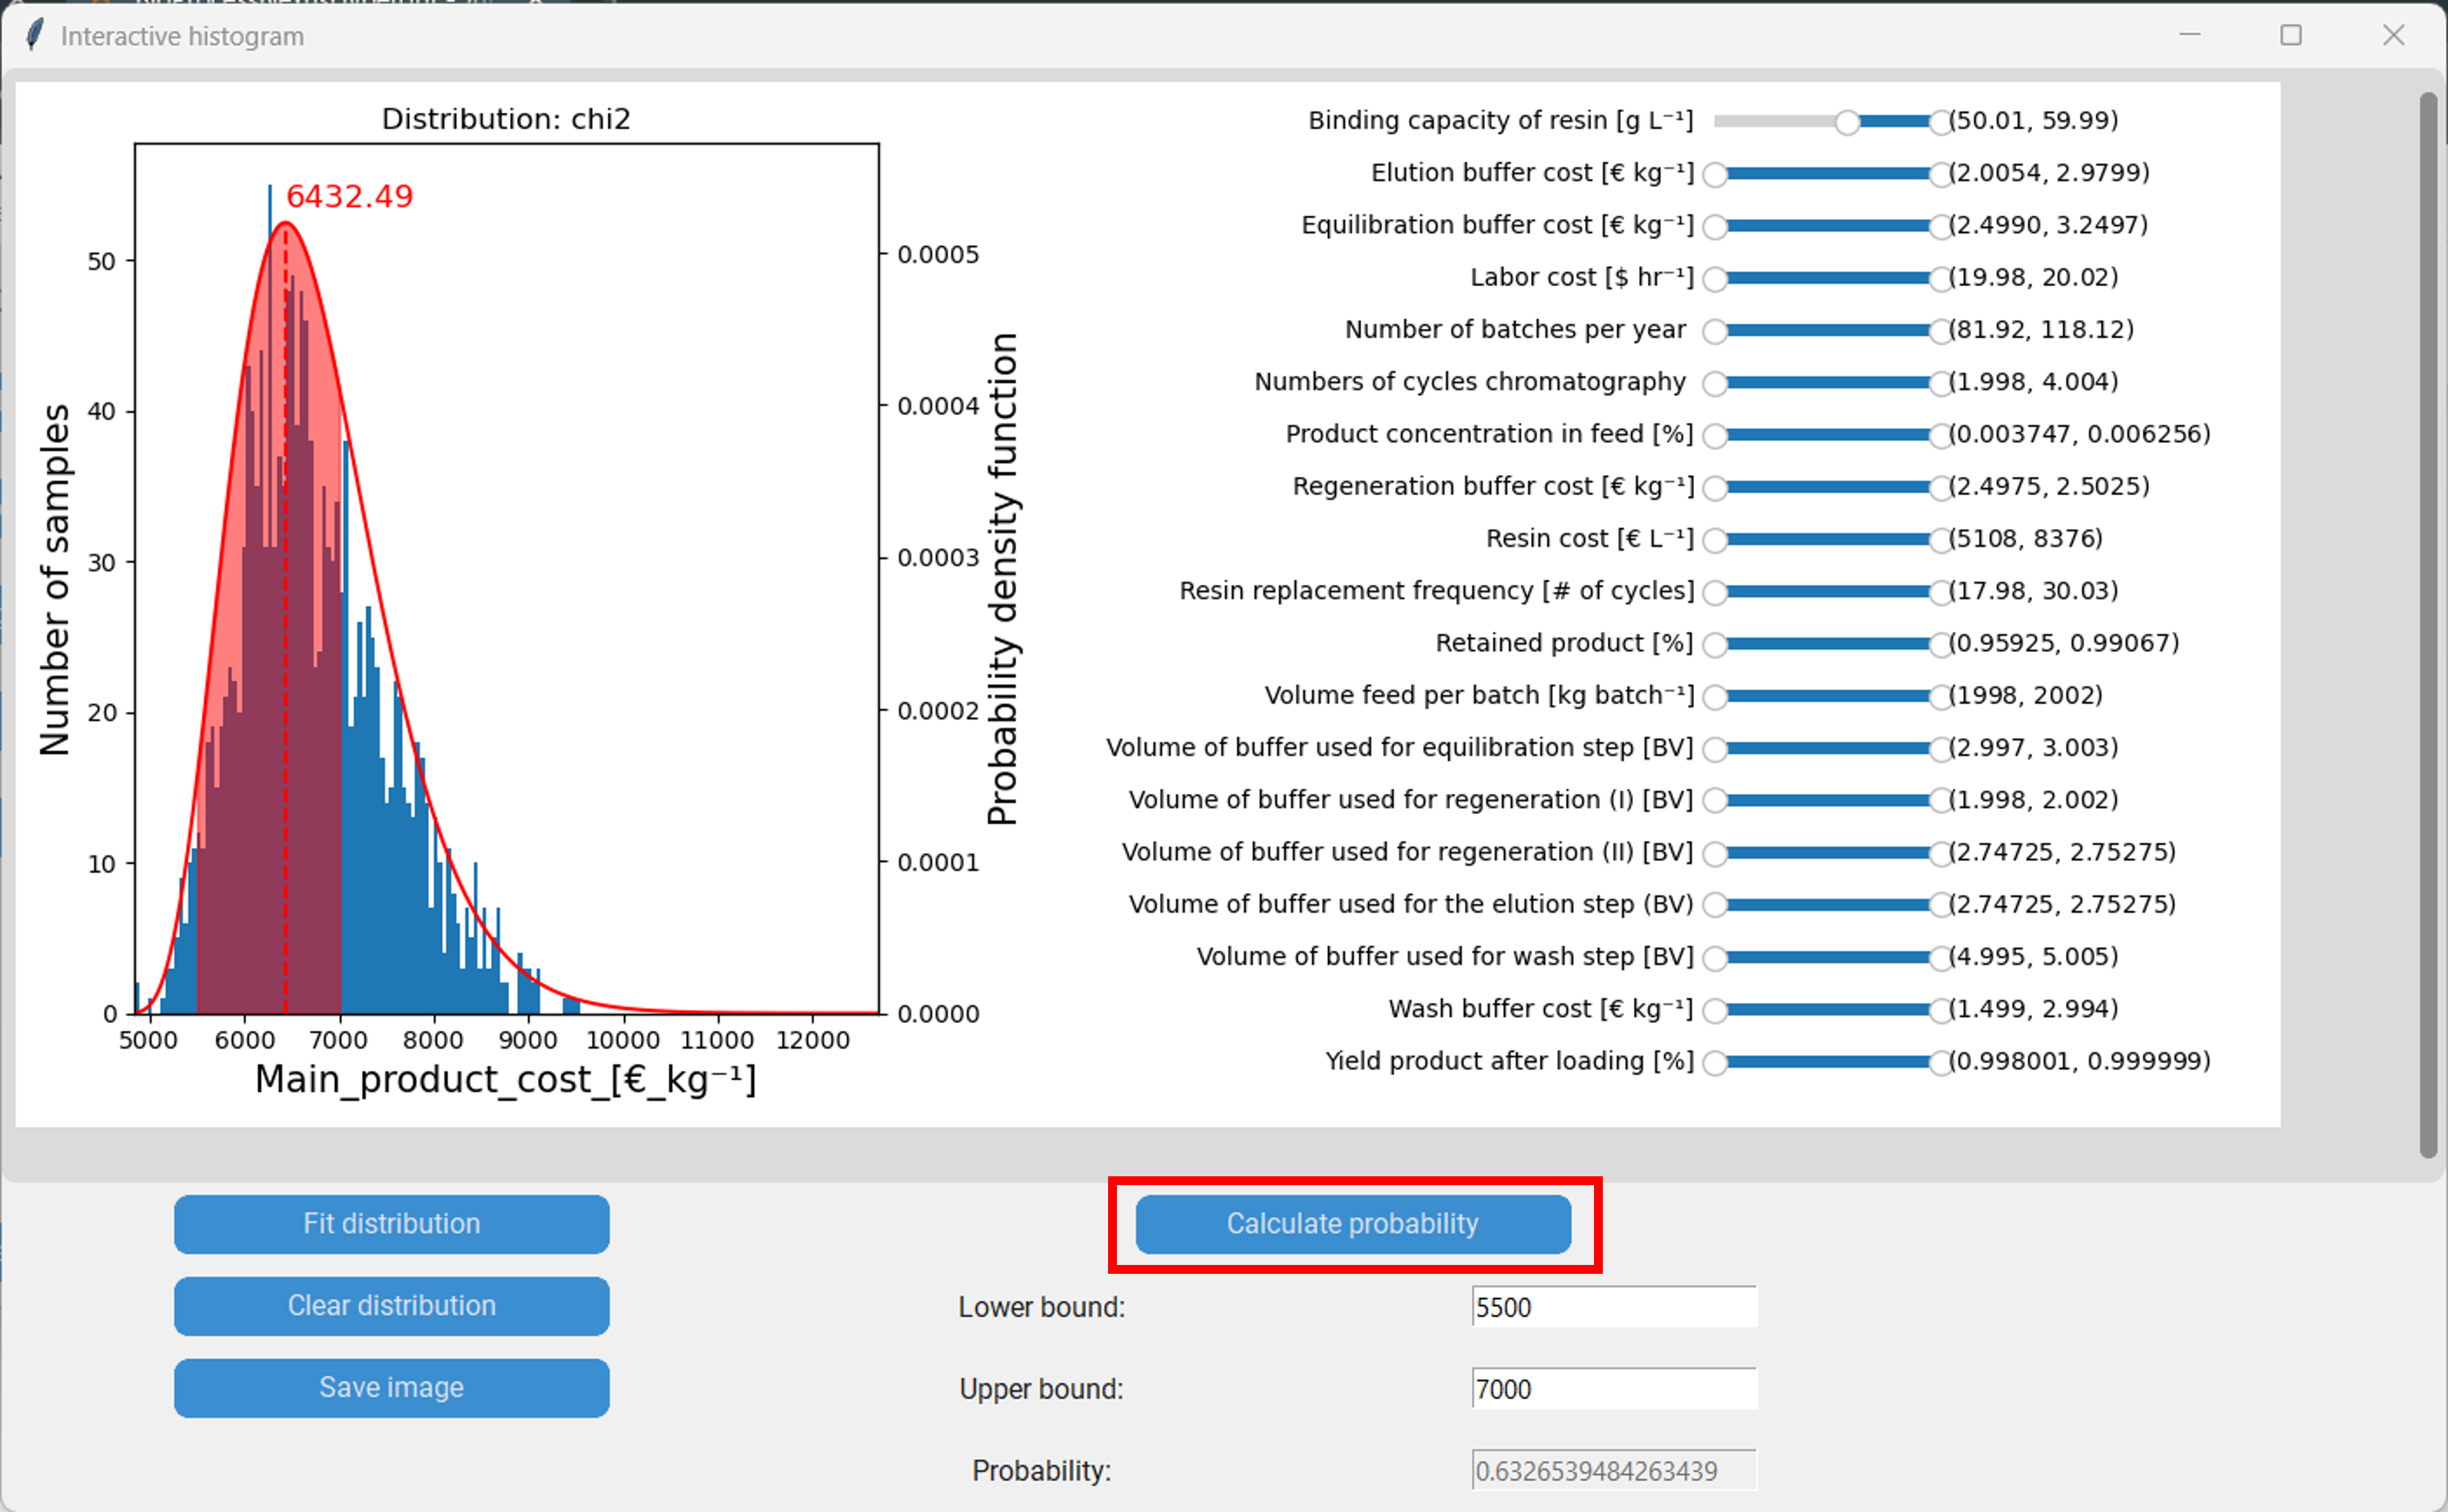 Interactive histogram
Distribution: chi2
6432.49
Number of samples
50
40
30
20
10
0
0.0005
0.0004
0.0003
0.0002
0.0001
0.0000
Probability density function
5000 6000 7000 8000 9000 10000 11000 12000
Main_product_cost_[€_kg⁻¹]
Binding capacity of resin [g L⁻¹] (50.01, 59.99)
Elution buffer cost [€ kg⁻¹] (2.0054, 2.9799)
Equilibration buffer cost [€ kg⁻¹] (2.4990, 3.2497)
Labor cost [$ hr⁻¹] (19.98, 20.02)
Number of batches per year (81.92, 118.12)
Numbers of cycles chromatography (1.998, 4.004)
Product concentration in feed [%] (0.003747, 0.006256)
Regeneration buffer cost [€ kg⁻¹] (2.4975, 2.5025)
Resin cost [€ L⁻¹] (5108, 8376)
Resin replacement frequency [# of cycles] (17.98, 30.03)
Retained product [%] (0.95925, 0.99067)
Volume feed per batch [kg batch⁻¹] (1998, 2002)
Volume of buffer used for equilibration step [BV] (2.997, 3.003)
Volume of buffer used for regeneration (I) [BV] (1.998, 2.002)
Volume of buffer used for regeneration (II) [BV] (2.74725, 2.75275)
Volume of buffer used for the elution step (BV) (2.74725, 2.75275)
Volume of buffer used for wash step [BV] (4.995, 5.005)
Wash buffer cost [€ kg⁻¹] (1.499, 2.994)
Yield product after loading [%] (0.998001, 0.999999)
Fit distribution
Clear distribution
Save image
Calculate probability
Lower bound: 5500
Upper bound: 7000
Probability: 0.6326539484263439